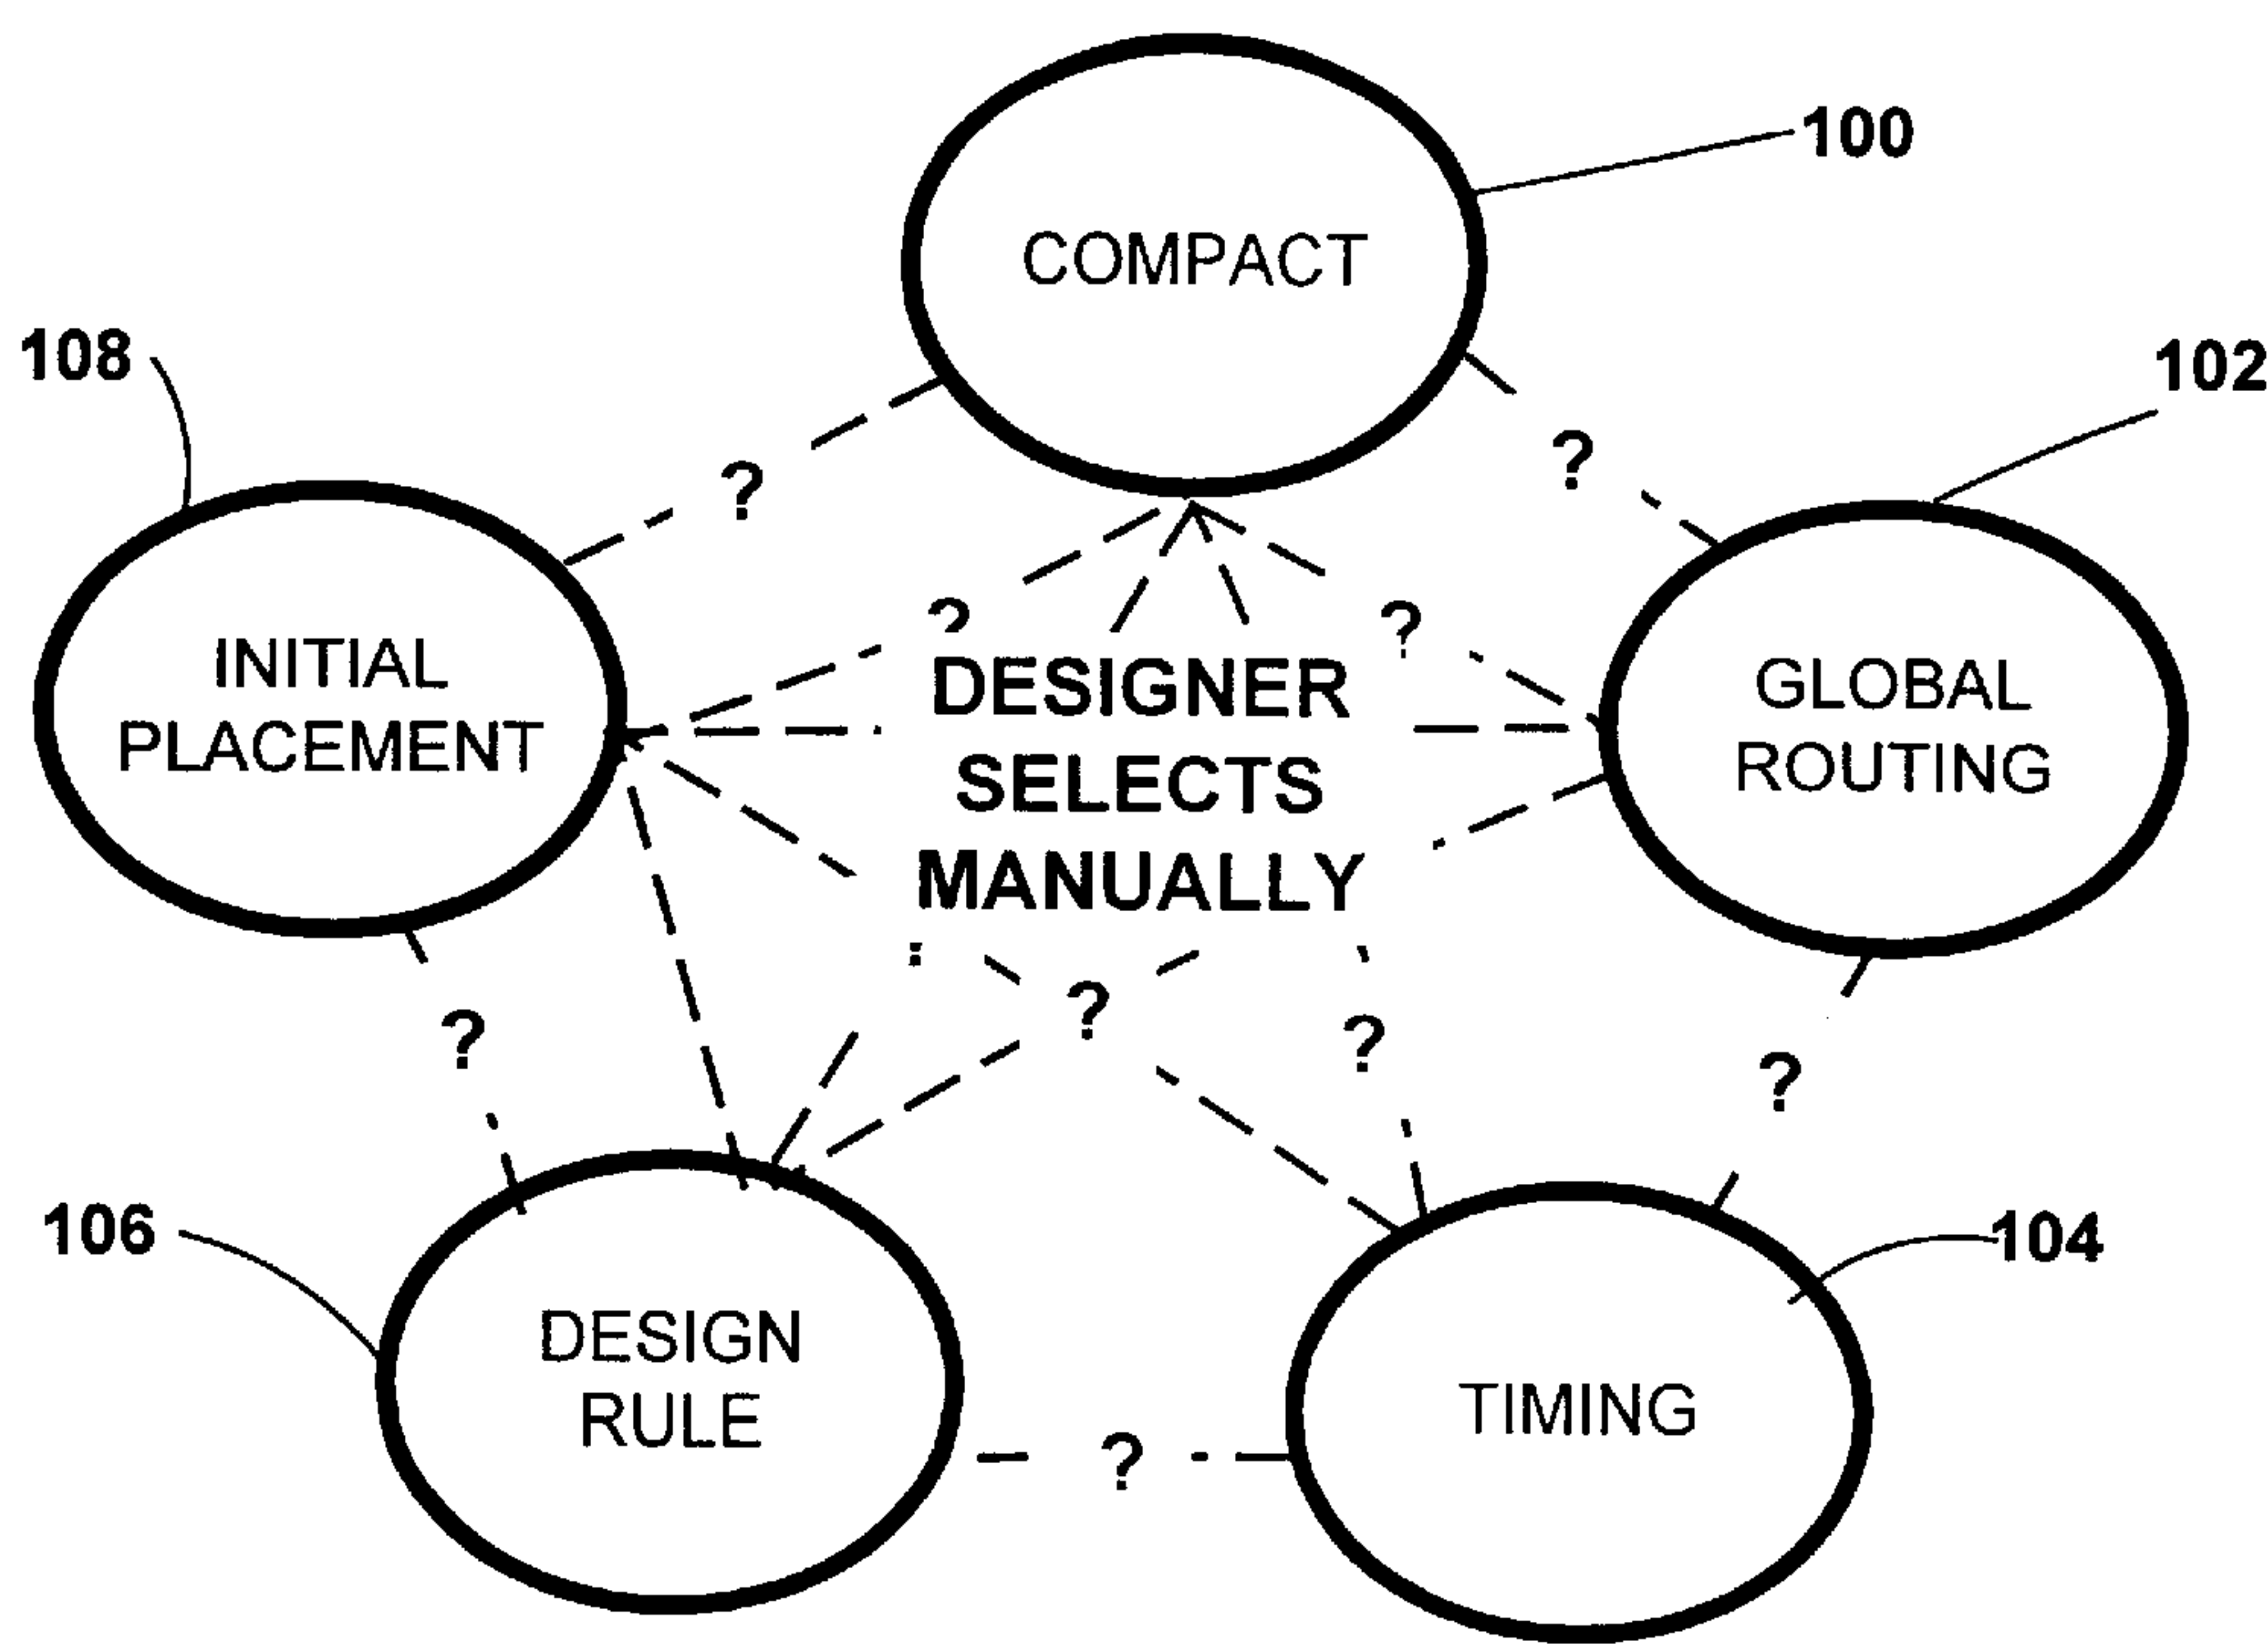 100
COMPACT
108
102
?
?
INITIAL
PLACEMENT
?
?
DESIGNER
SELECTS
MANUALLY
GLOBAL
ROUTING
?
?
?
?
106
104
DESIGN
RULE
TIMING
?